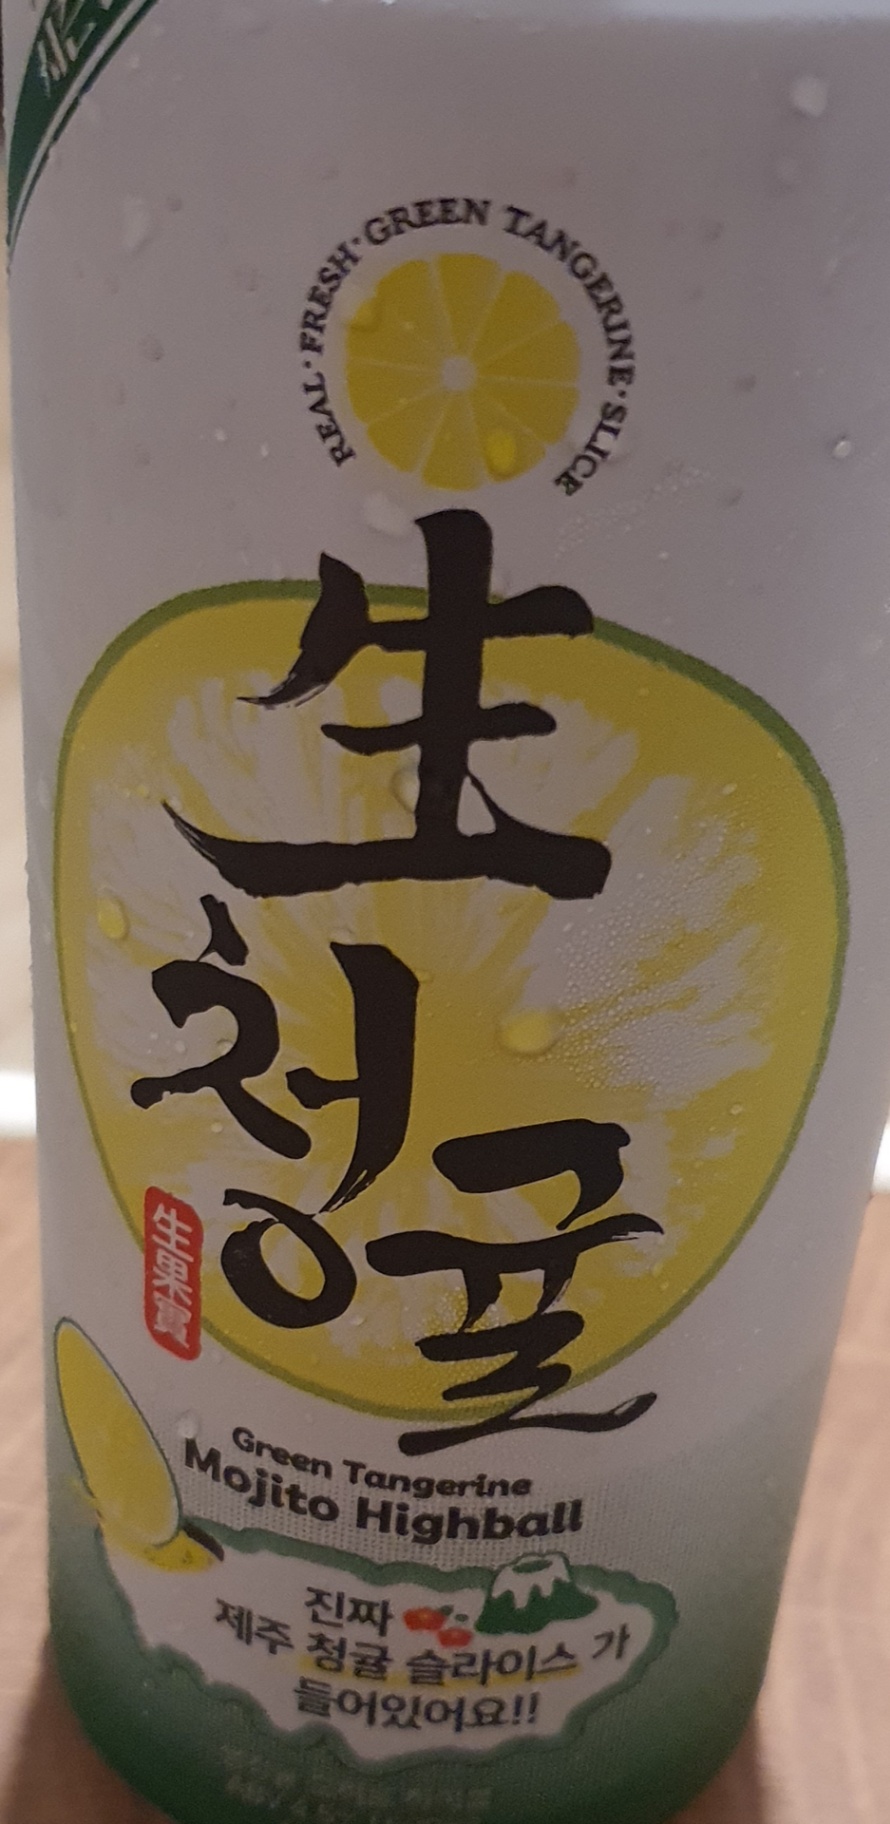 REAL·FRESH·GREEN TANGERINE·SLICE
生
청귤
生果實
Green Tangerine
Mojito Highball
진짜
제주 청귤 슬라이스가
들어있어요!!